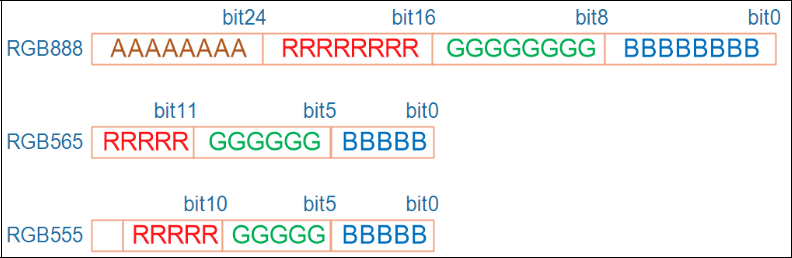 bit24 bit16 bit8 bit0
RGB888 AAAAAAAA RRRRRRRR GGGGGGGG BBBBBBBB
bit11 bit5 bit0
RGB565 RRRRR GGGGGG BBBBB
bit10 bit5 bit0
RGB555 RRRRR GGGGG BBBBB